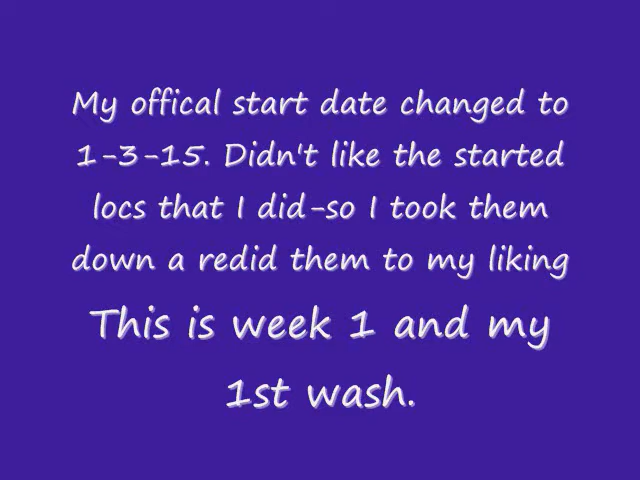 My offical start date changed to
1-3-15. Didn't like the started
locs that I did-so I took them
down a redid them to my liking
This is week 1 and my
1st wash.